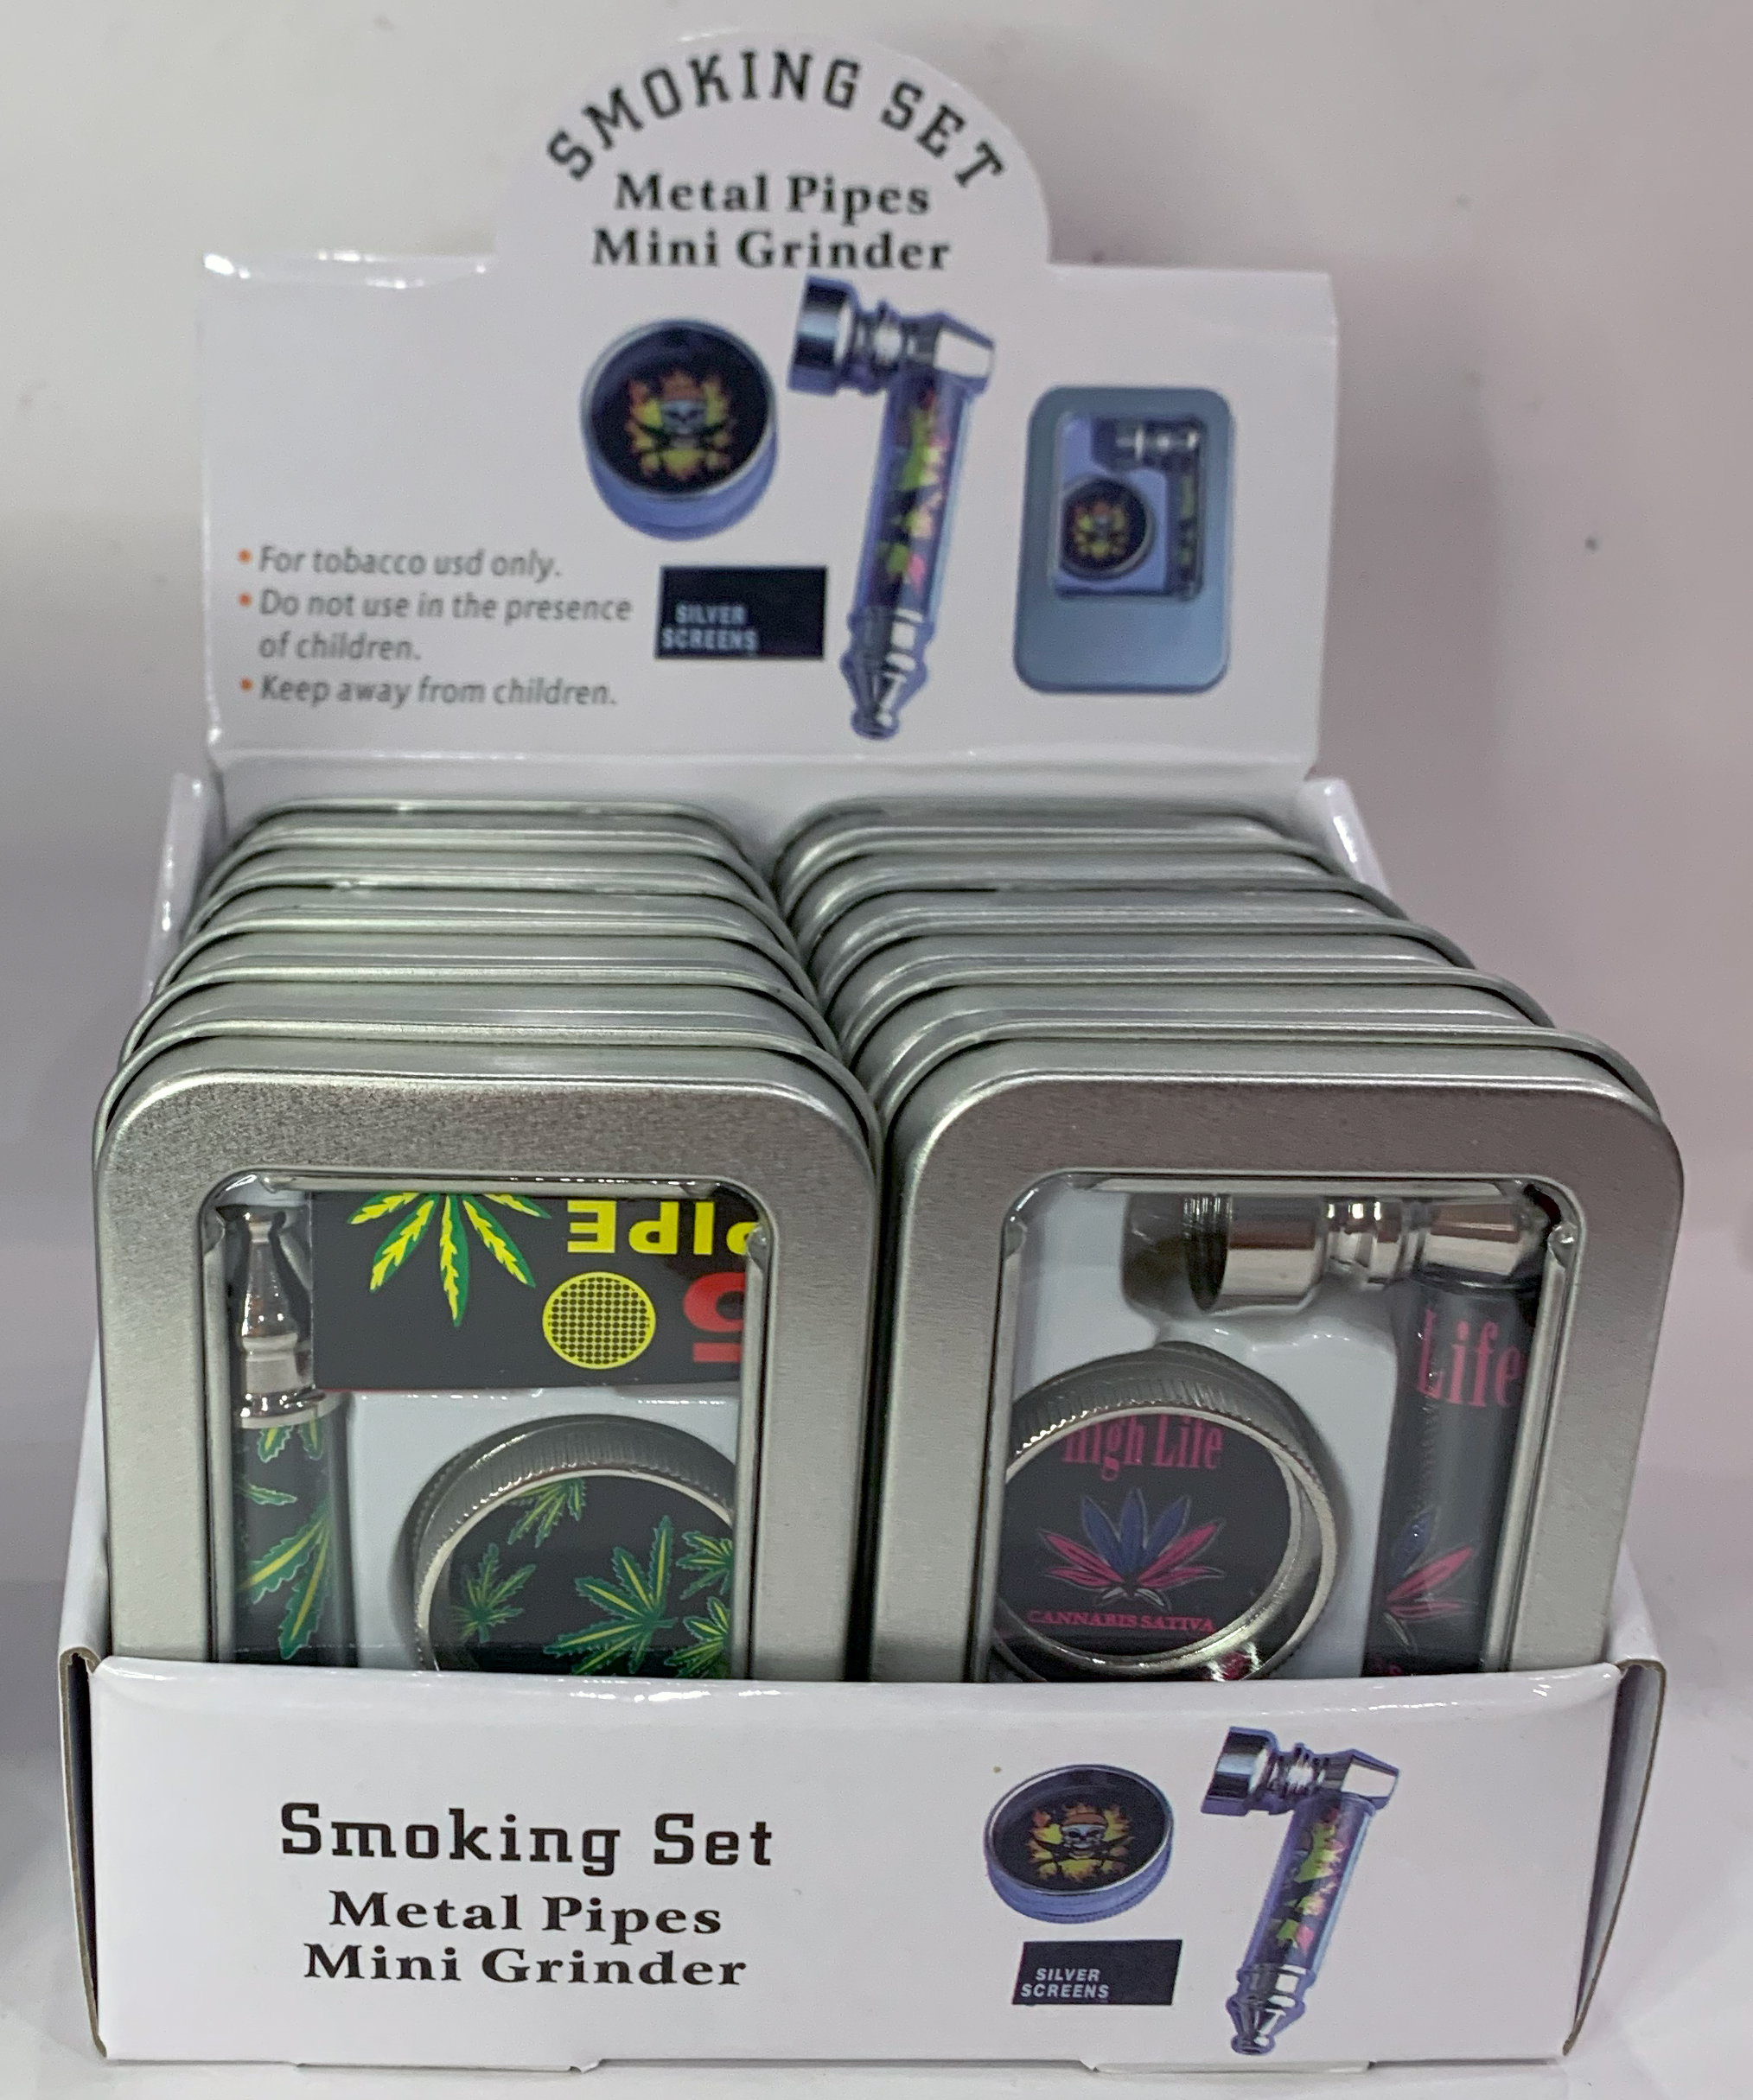 SMOKING SET
Metal Pipes
Mini Grinder
• For tobacco usd only.
• Do not use in the presence
of children.
• Keep away from children.
SILVER
SCREENS
PIPE
5
Life
High Life
CANNABIS SATIVA
Smoking Set
Metal Pipes
Mini Grinder
SILVER
SCREENS